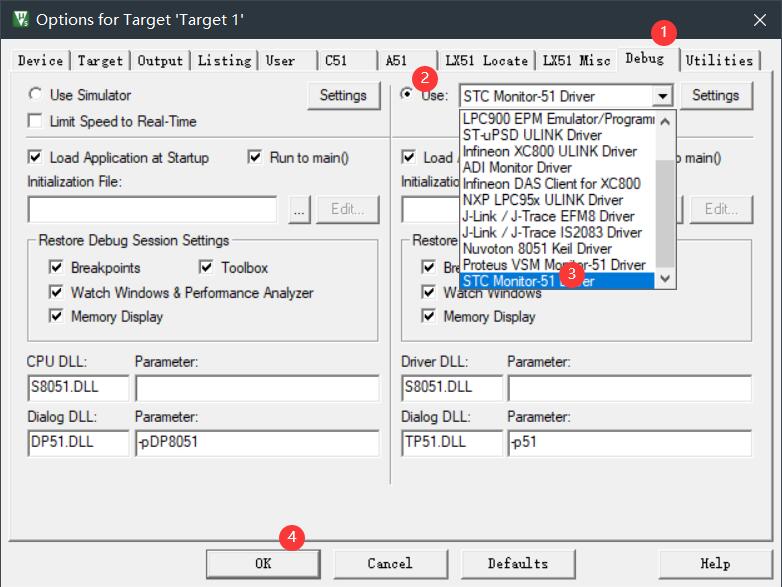 Options for Target 'Target 1'
1
Device Target Output Listing User C51 A51 LX51 Locate LX51 Misc Debug Utilities
2
Use Simulator Settings Use: STC Monitor-51 Driver Settings
Limit Speed to Real-Time
LPC900 EPM Emulator/Programm
ST-uPSD ULINK Driver
Infineon XC800 ULINK Driver
ADI Monitor Driver
Infineon DAS Client for XC800
NXP LPC95x ULINK Driver
J-Link / J-Trace EFM8 Driver
J-Link / J-Trace IS2083 Driver
Nuvoton 8051 Keil Driver
Proteus VSM Monitor-51 Driver
STC Monitor-51 Driver
3
Load Application at Startup Run to main() Load main()
Initialization File:
... Edit... Edit...
Restore Debug Session Settings Restore
Breakpoints Toolbox
Watch Windows & Performance Analyzer Watch Windows
Memory Display Memory Display
CPU DLL: Parameter: Driver DLL: Parameter:
S8051.DLL S8051.DLL
Dialog DLL: Parameter: Dialog DLL: Parameter:
DP51.DLL -pDP8051 TP51.DLL -p51
4
OK Cancel Defaults Help